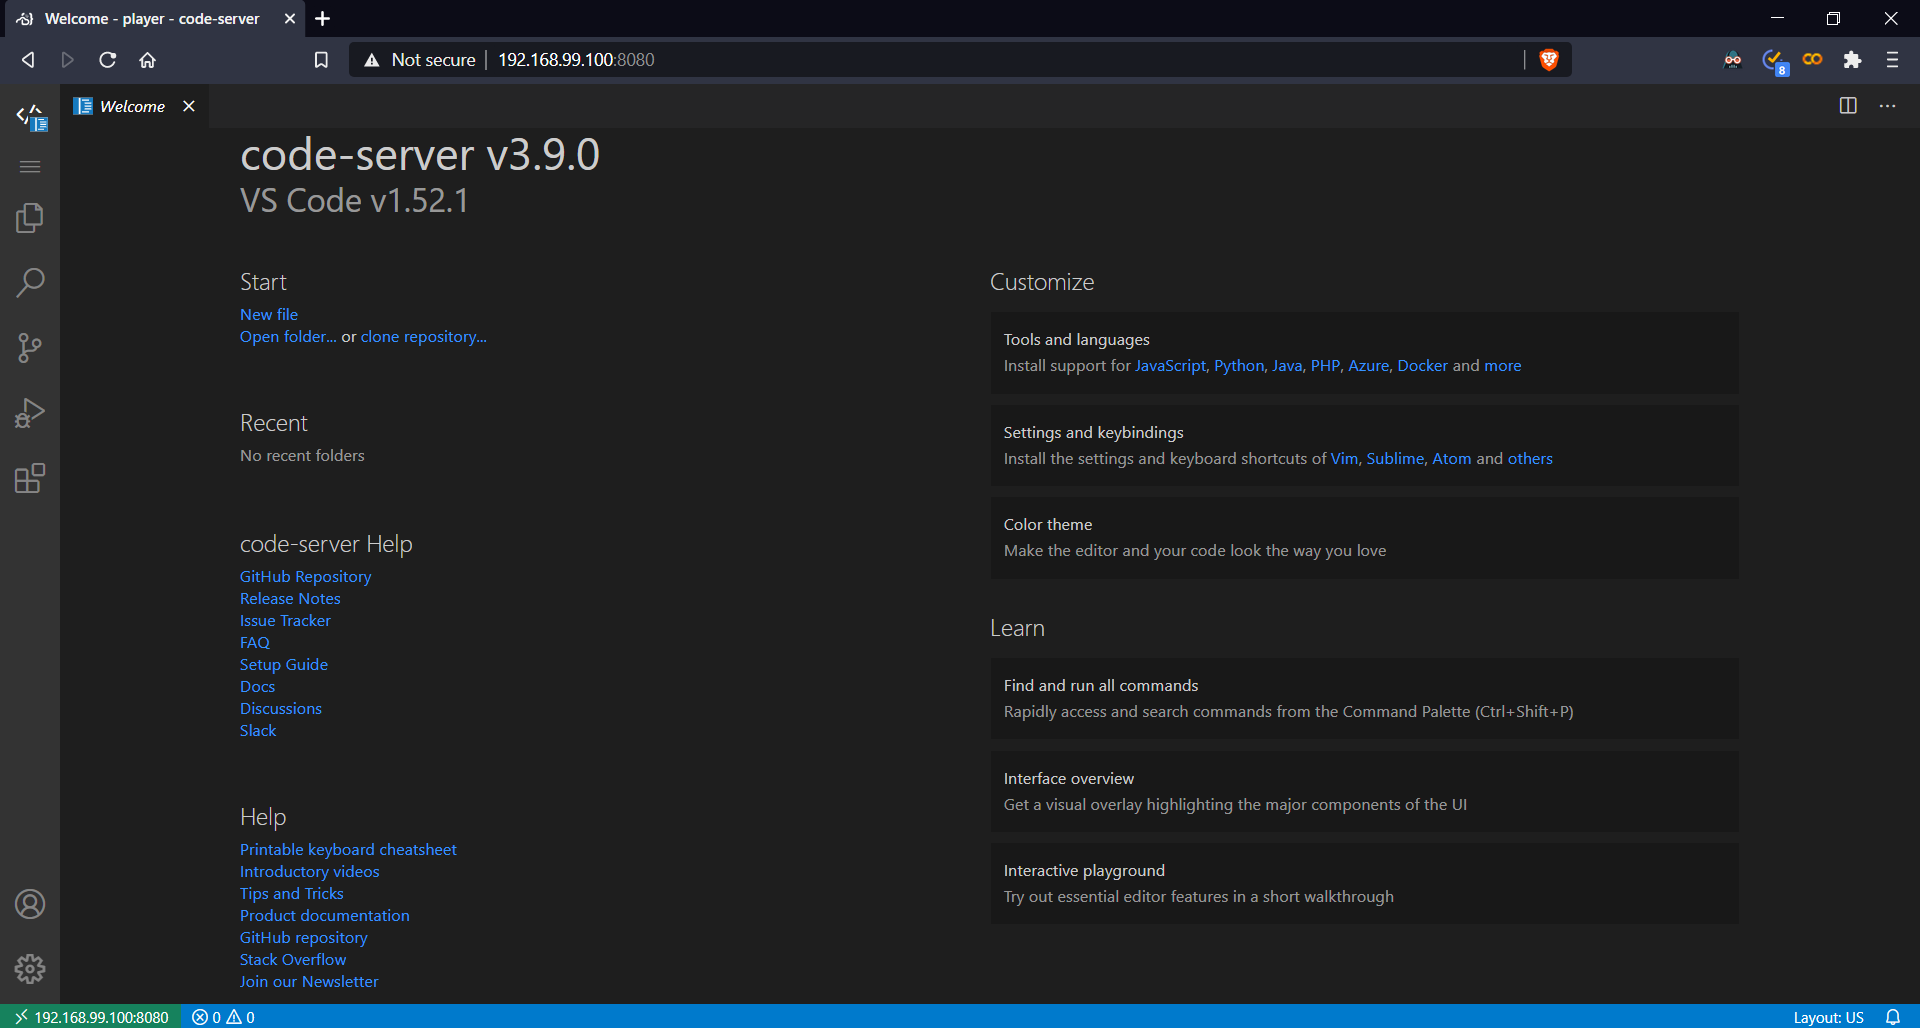 Welcome - player - code-server
Not secure
192.168.99.100:8080
8
Welcome
code-server v3.9.0
VS Code v1.52.1
Start
New file
Open folder... or clone repository...
Recent
No recent folders
code-server Help
GitHub Repository
Release Notes
Issue Tracker
FAQ
Setup Guide
Docs
Discussions
Slack
Help
Printable keyboard cheatsheet
Introductory videos
Tips and Tricks
Product documentation
GitHub repository
Stack Overflow
Join our Newsletter
Customize
Tools and languages
Install support for JavaScript, Python, Java, PHP, Azure, Docker and more
Settings and keybindings
Install the settings and keyboard shortcuts of Vim, Sublime, Atom and others
Color theme
Make the editor and your code look the way you love
Learn
Find and run all commands
Rapidly access and search commands from the Command Palette (Ctrl+Shift+P)
Interface overview
Get a visual overlay highlighting the major components of the UI
Interactive playground
Try out essential editor features in a short walkthrough
192.168.99.100:8080
0
0
Layout: US